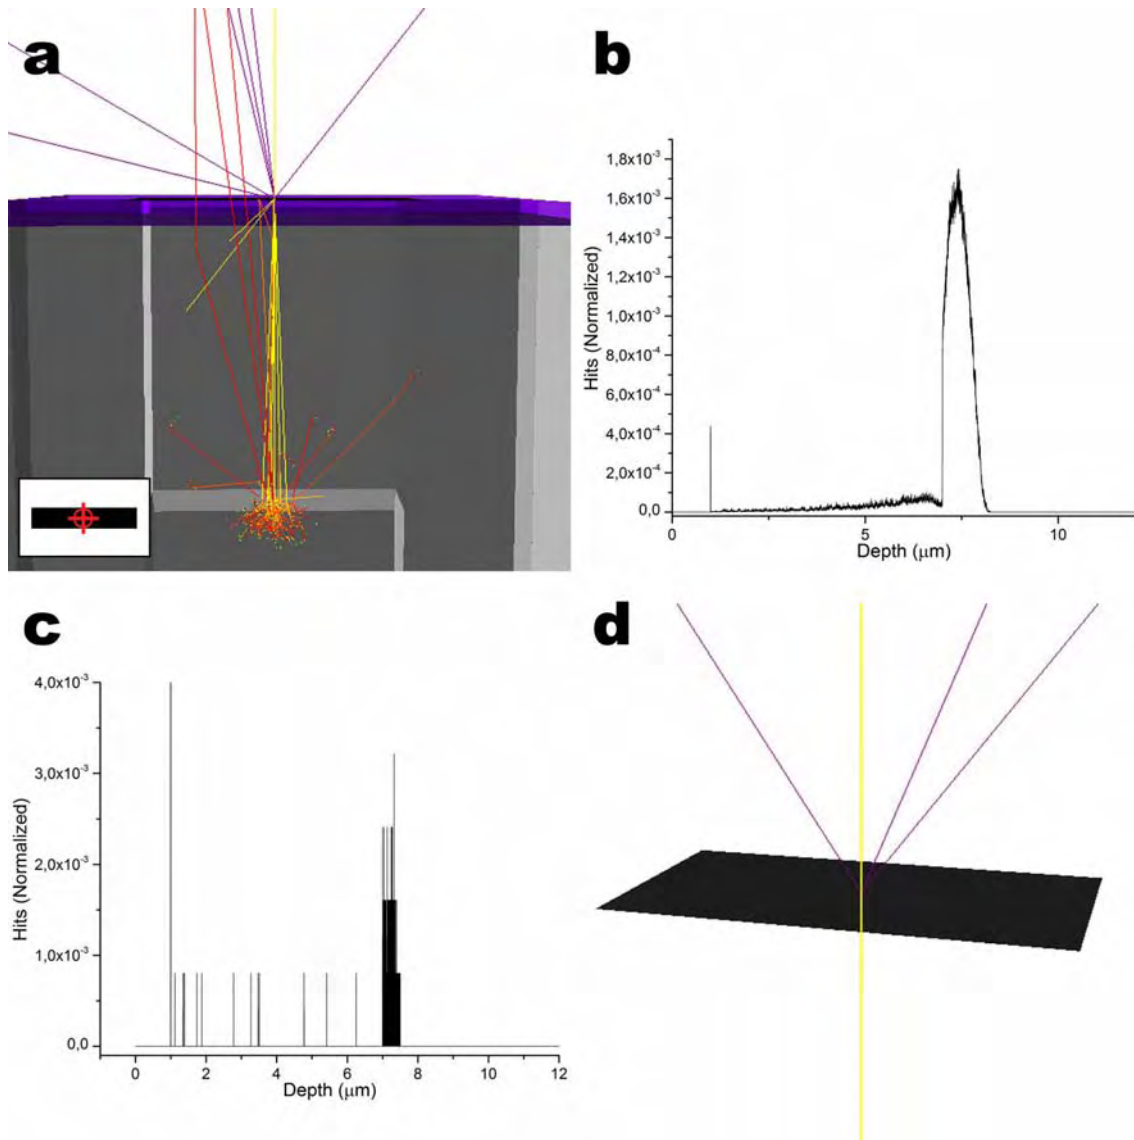 a
b
1,8x10⁻³
1,6x10⁻³
1,4x10⁻³
1,2x10⁻³
1,0x10⁻³
8,0x10⁻⁴
6,0x10⁻⁴
4,0x10⁻⁴
2,0x10⁻⁴
0,0
Hits (Normalized)
0 5 10
Depth (μm)
c
4,0x10⁻³
3,0x10⁻³
2,0x10⁻³
1,0x10⁻³
0,0
Hits (Normalized)
0 2 4 6 8 10 12
Depth (μm)
d